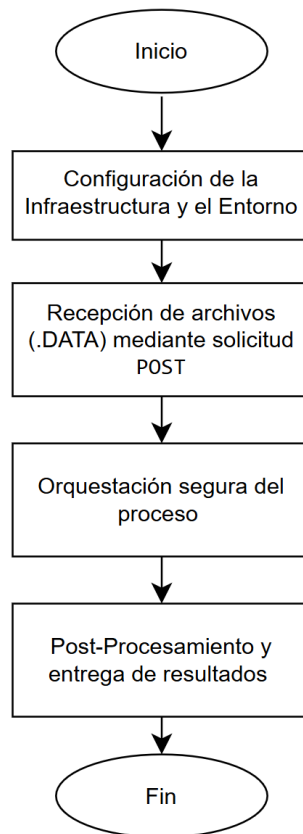 Inicio
Configuración de la
Infraestructura y el Entorno
Recepción de archivos
(.DATA) mediante solicitud
POST
Orquestación segura del
proceso
Post-Procesamiento y
entrega de resultados
Fin